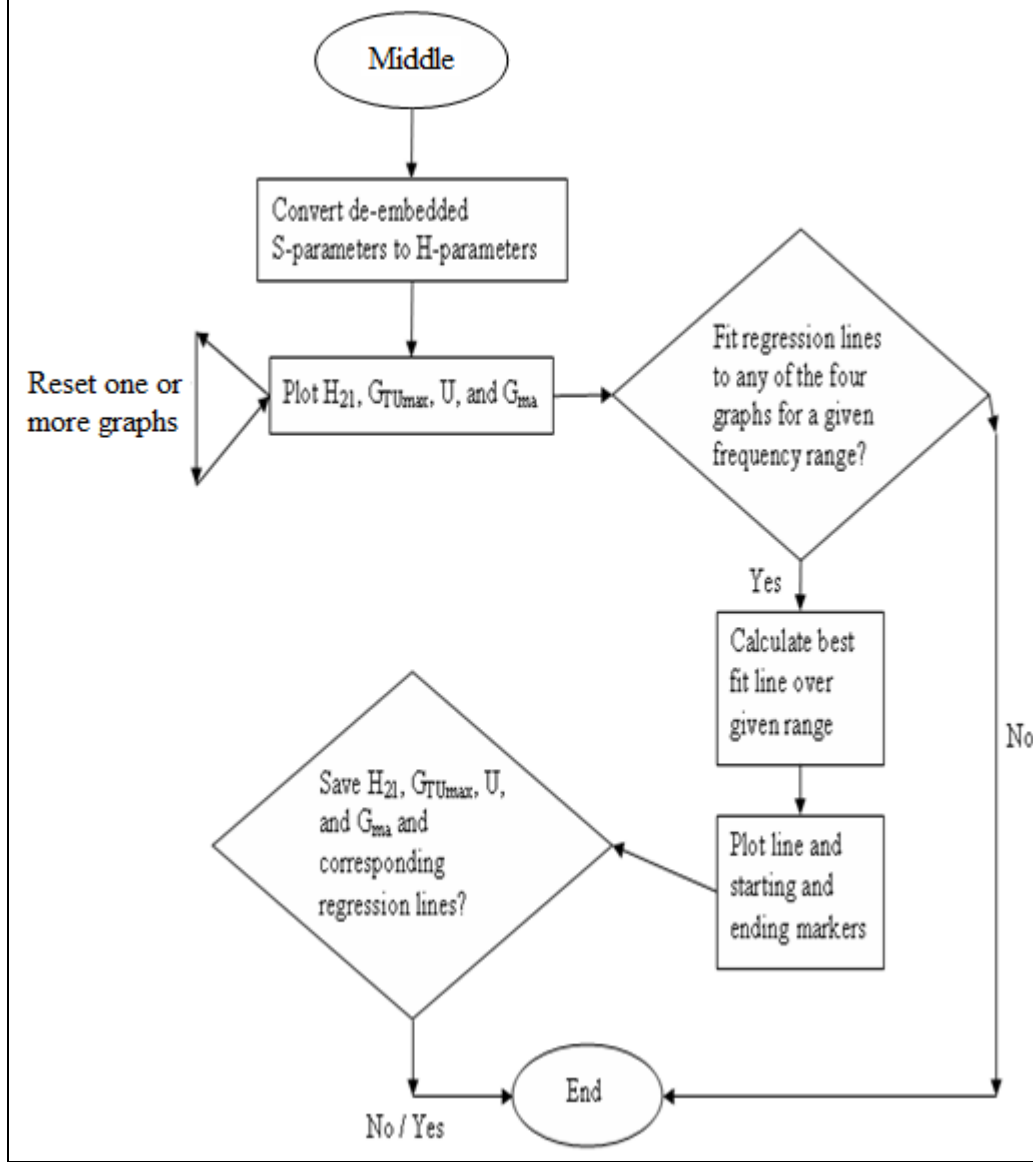 Middle
Convert de-embedded
S-parameters to H-parameters
Reset one or
more graphs
Plot H21, GTUmax, U, and Gma
Fit regression lines
to any of the four
graphs for a given
frequency range?
Yes
No
Calculate best
fit line over
given range
Plot line and
starting and
ending markers
Save H21, GTUmax, U,
and Gma and
corresponding
regression lines?
No / Yes
End